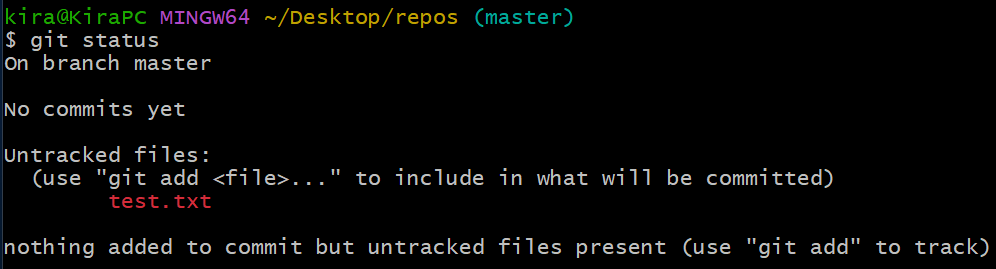 kira@KiraPC MINGW64 ~/Desktop/repos (master)
$ git status
On branch master
No commits yet
Untracked files:
(use "git add <file>..." to include in what will be committed)
test.txt
nothing added to commit but untracked files present (use "git add" to track)